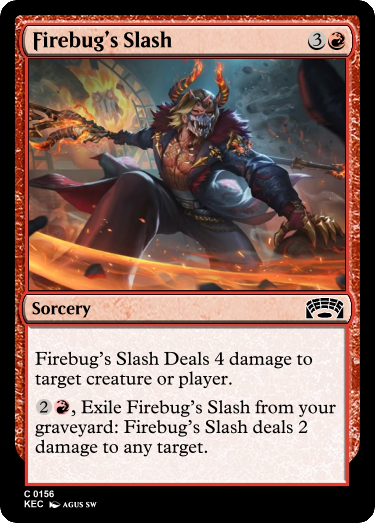 Firebug's Slash 3
Sorcery
Firebug's Slash Deals 4 damage to
target creature or player.
2 , Exile Firebug's Slash from your
graveyard: Firebug's Slash deals 2
damage to any target.
C 0156
KEC AGUS SW